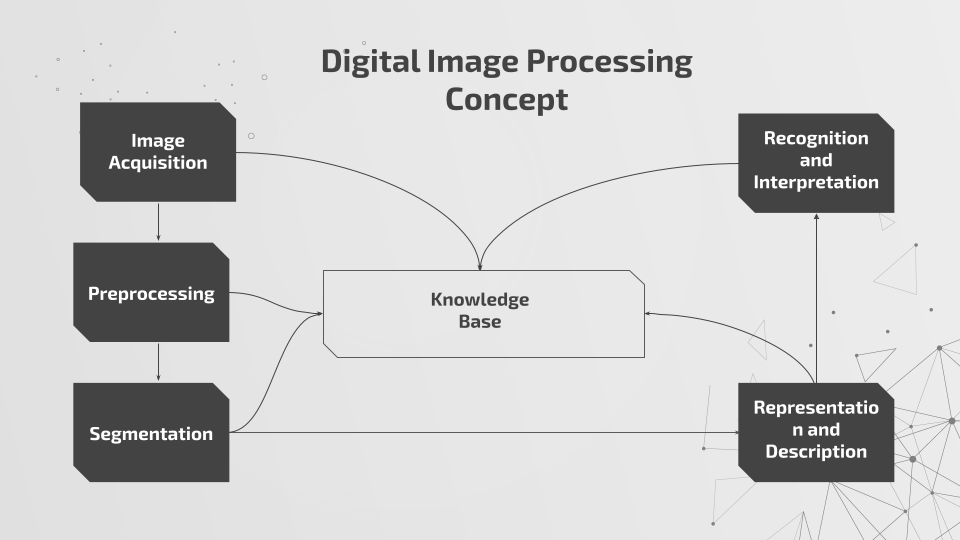 Digital Image Processing
Concept
Image
Acquisition
Recognition
and
Interpretation
Preprocessing
Knowledge
Base
Segmentation
Representatio
n and
Description